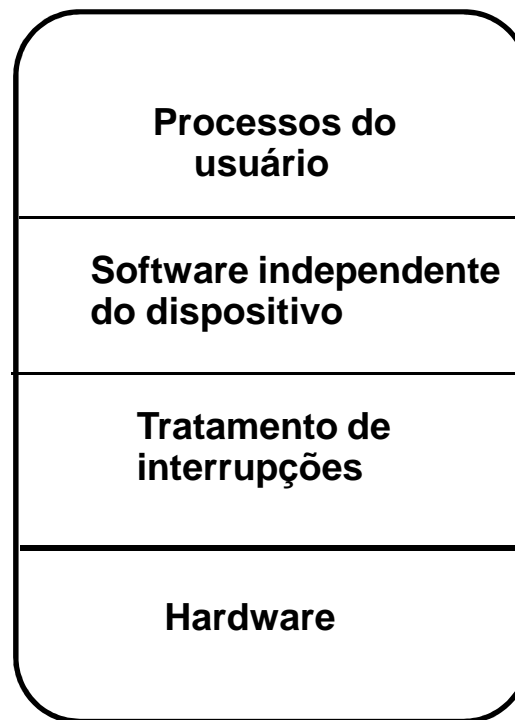 Processos do
usuário
Software independente
do dispositivo
Tratamento de
interrupções
Hardware